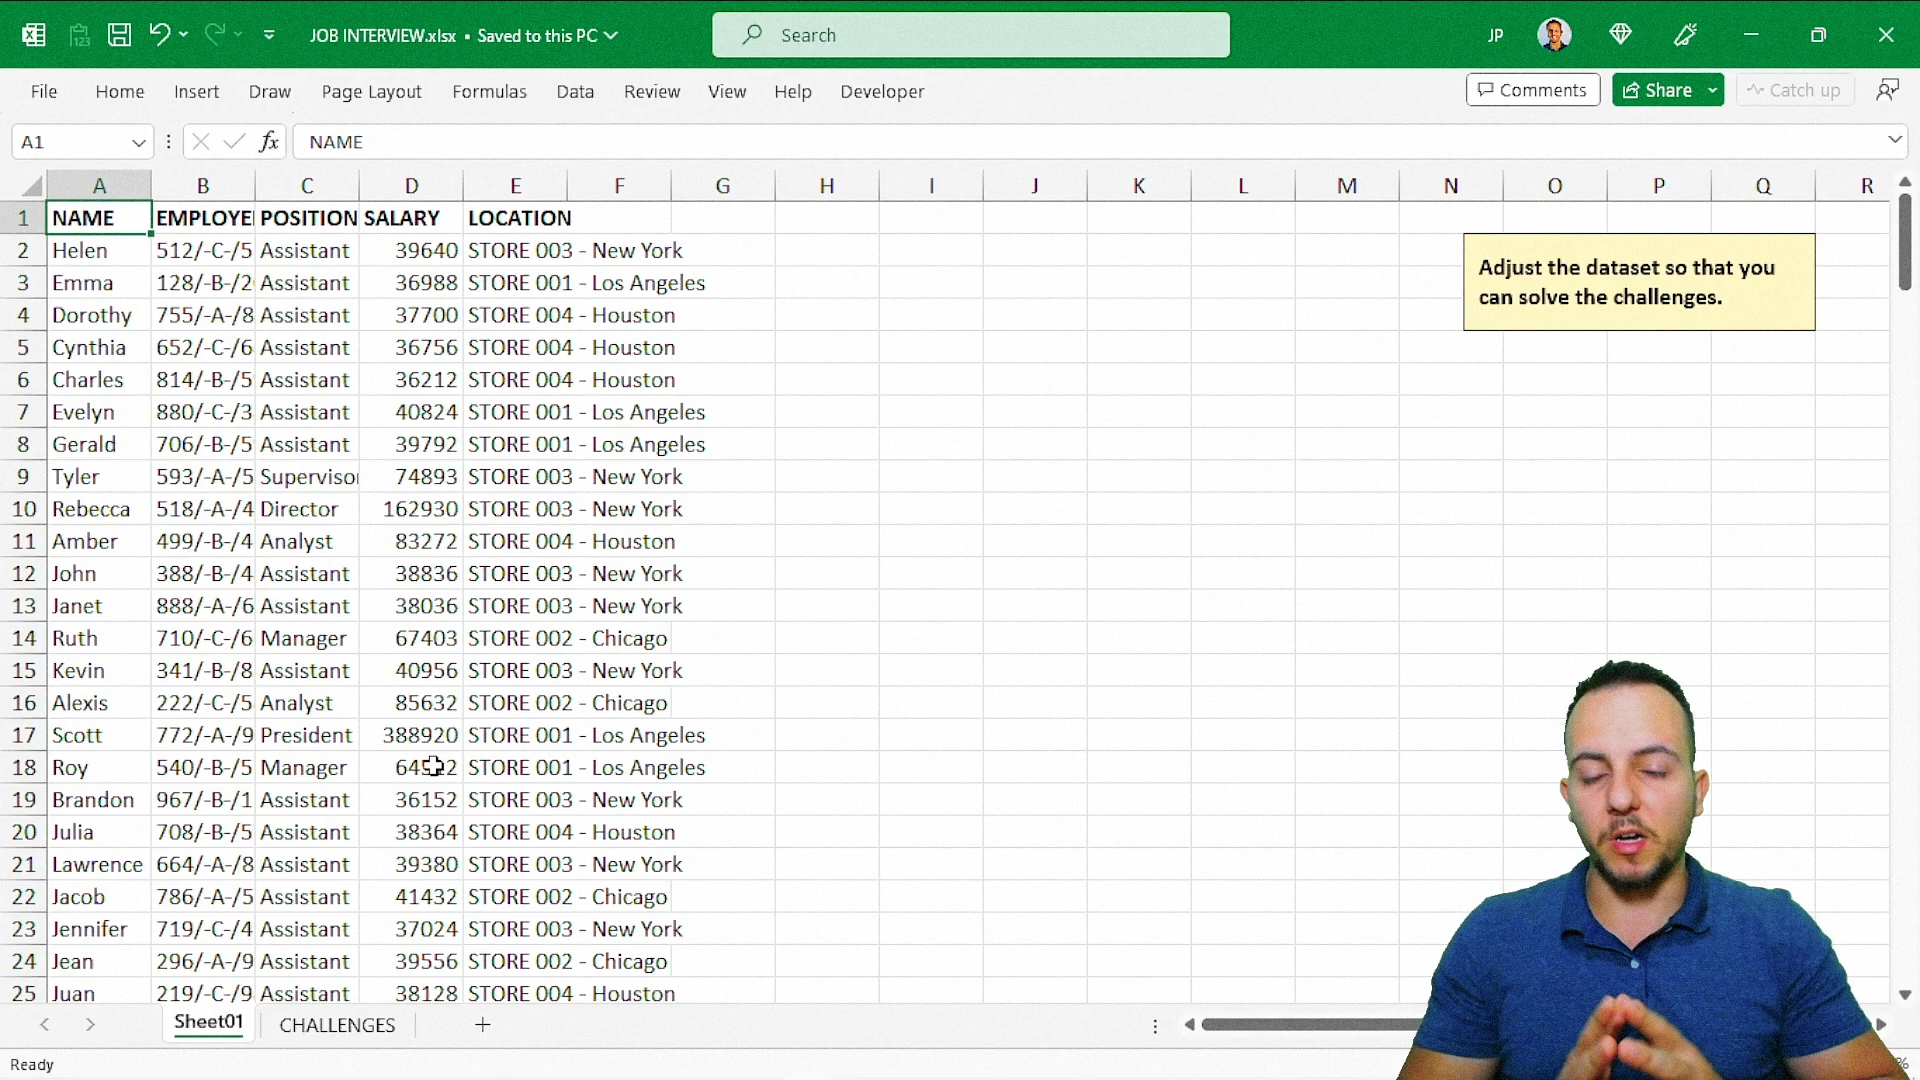 JOB INTERVIEW.xlsx • Saved to this PC
Search
JP
File Home Insert Draw Page Layout Formulas Data Review View Help Developer
Comments Share Catch up
A1 fx NAME
A B C D E F G H I J K L M N O P Q R
1 NAME EMPLOYE POSITION SALARY LOCATION
2 Helen 512/-C-/5 Assistant 39640 STORE 003 - New York
3 Emma 128/-B-/2 Assistant 36988 STORE 001 - Los Angeles
4 Dorothy 755/-A-/8 Assistant 37700 STORE 004 - Houston
5 Cynthia 652/-C-/6 Assistant 36756 STORE 004 - Houston
6 Charles 814/-B-/5 Assistant 36212 STORE 004 - Houston
7 Evelyn 880/-C-/3 Assistant 40824 STORE 001 - Los Angeles
8 Gerald 706/-B-/5 Assistant 39792 STORE 001 - Los Angeles
9 Tyler 593/-A-/5 Supervisor 74893 STORE 003 - New York
10 Rebecca 518/-A-/4 Director 162930 STORE 003 - New York
11 Amber 499/-B-/4 Analyst 83272 STORE 004 - Houston
12 John 388/-B-/4 Assistant 38836 STORE 003 - New York
13 Janet 888/-A-/6 Assistant 38036 STORE 003 - New York
14 Ruth 710/-C-/6 Manager 67403 STORE 002 - Chicago
15 Kevin 341/-B-/8 Assistant 40956 STORE 003 - New York
16 Alexis 222/-C-/5 Analyst 85632 STORE 002 - Chicago
17 Scott 772/-A-/9 President 388920 STORE 001 - Los Angeles
18 Roy 540/-B-/5 Manager STORE 001 - Los Angeles
19 Brandon 967/-B-/1 Assistant 36152 STORE 003 - New York
20 Julia 708/-B-/5 Assistant 38364 STORE 004 - Houston
21 Lawrence 664/-A-/8 Assistant 39380 STORE 003 - New York
22 Jacob 786/-A-/5 Assistant 41432 STORE 002 - Chicago
23 Jennifer 719/-C-/4 Assistant 37024 STORE 003 - New York
24 Jean 296/-A-/9 Assistant 39556 STORE 002 - Chicago
25 Juan 219/-C-/9 Assistant 38128 STORE 004 - Houston
Adjust the dataset so that you
can solve the challenges.
Sheet01 CHALLENGES
Ready